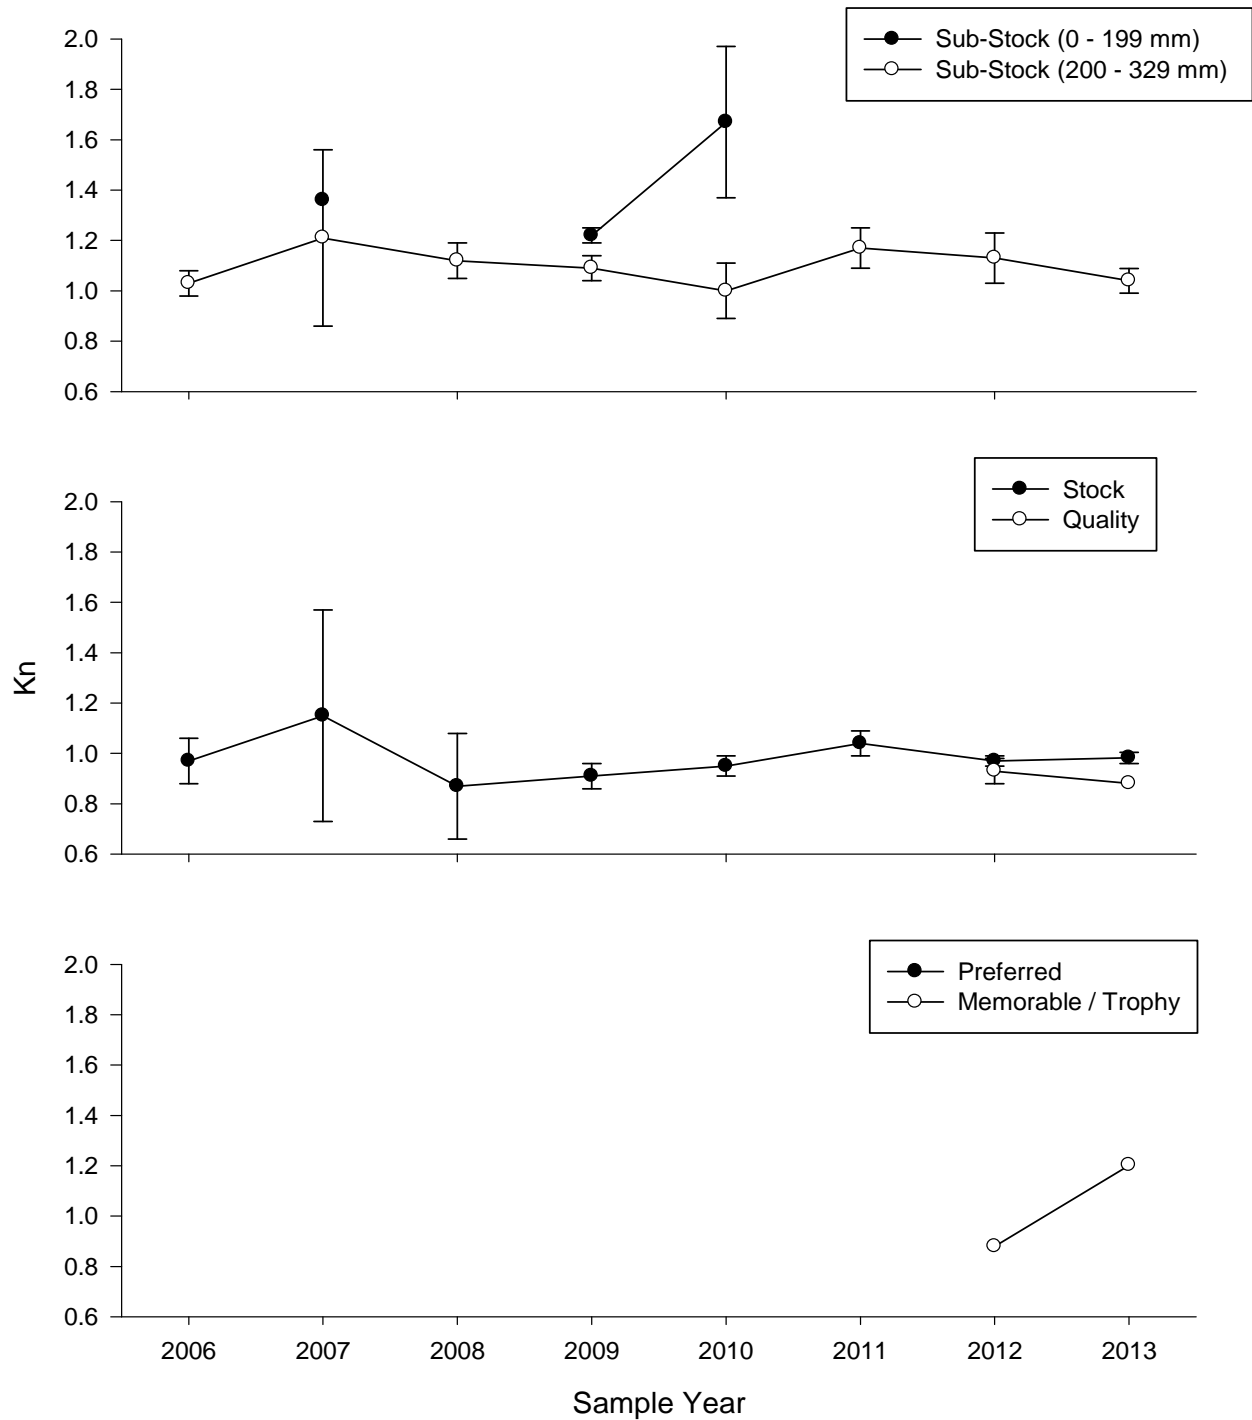 Sub-Stock (0 - 199 mm)
Sub-Stock (200 - 329 mm)
2.0
1.8
1.6
1.4
1.2
1.0
0.8
0.6
Stock
Quality
2.0
1.8
1.6
1.4
1.2
1.0
0.8
0.6
Kn
Preferred
Memorable / Trophy
2.0
1.8
1.6
1.4
1.2
1.0
0.8
0.6
2006 2007 2008 2009 2010 2011 2012 2013
Sample Year